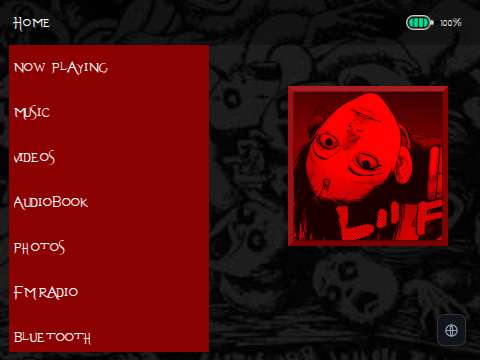 Home
100%
Now Playing
Music
Videos
AudioBook
Photos
FM Radio
Bluetooth